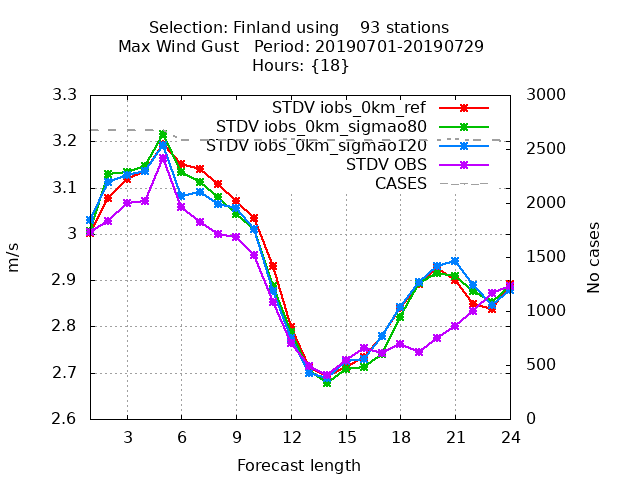 Selection: Finland using 93 stations
Max Wind Gust Period: 20190701-20190729
Hours: {18}
STDV iobs_0km_ref
STDV iobs_0km_sigmao80
STDV iobs_0km_sigmao120
STDV OBS
CASES
3.3
3.2
3.1
3
2.9
2.8
2.7
2.6
m/s
3000
2500
2000
1500
1000
500
0
No cases
3 6 9 12 15 18 21 24
Forecast length